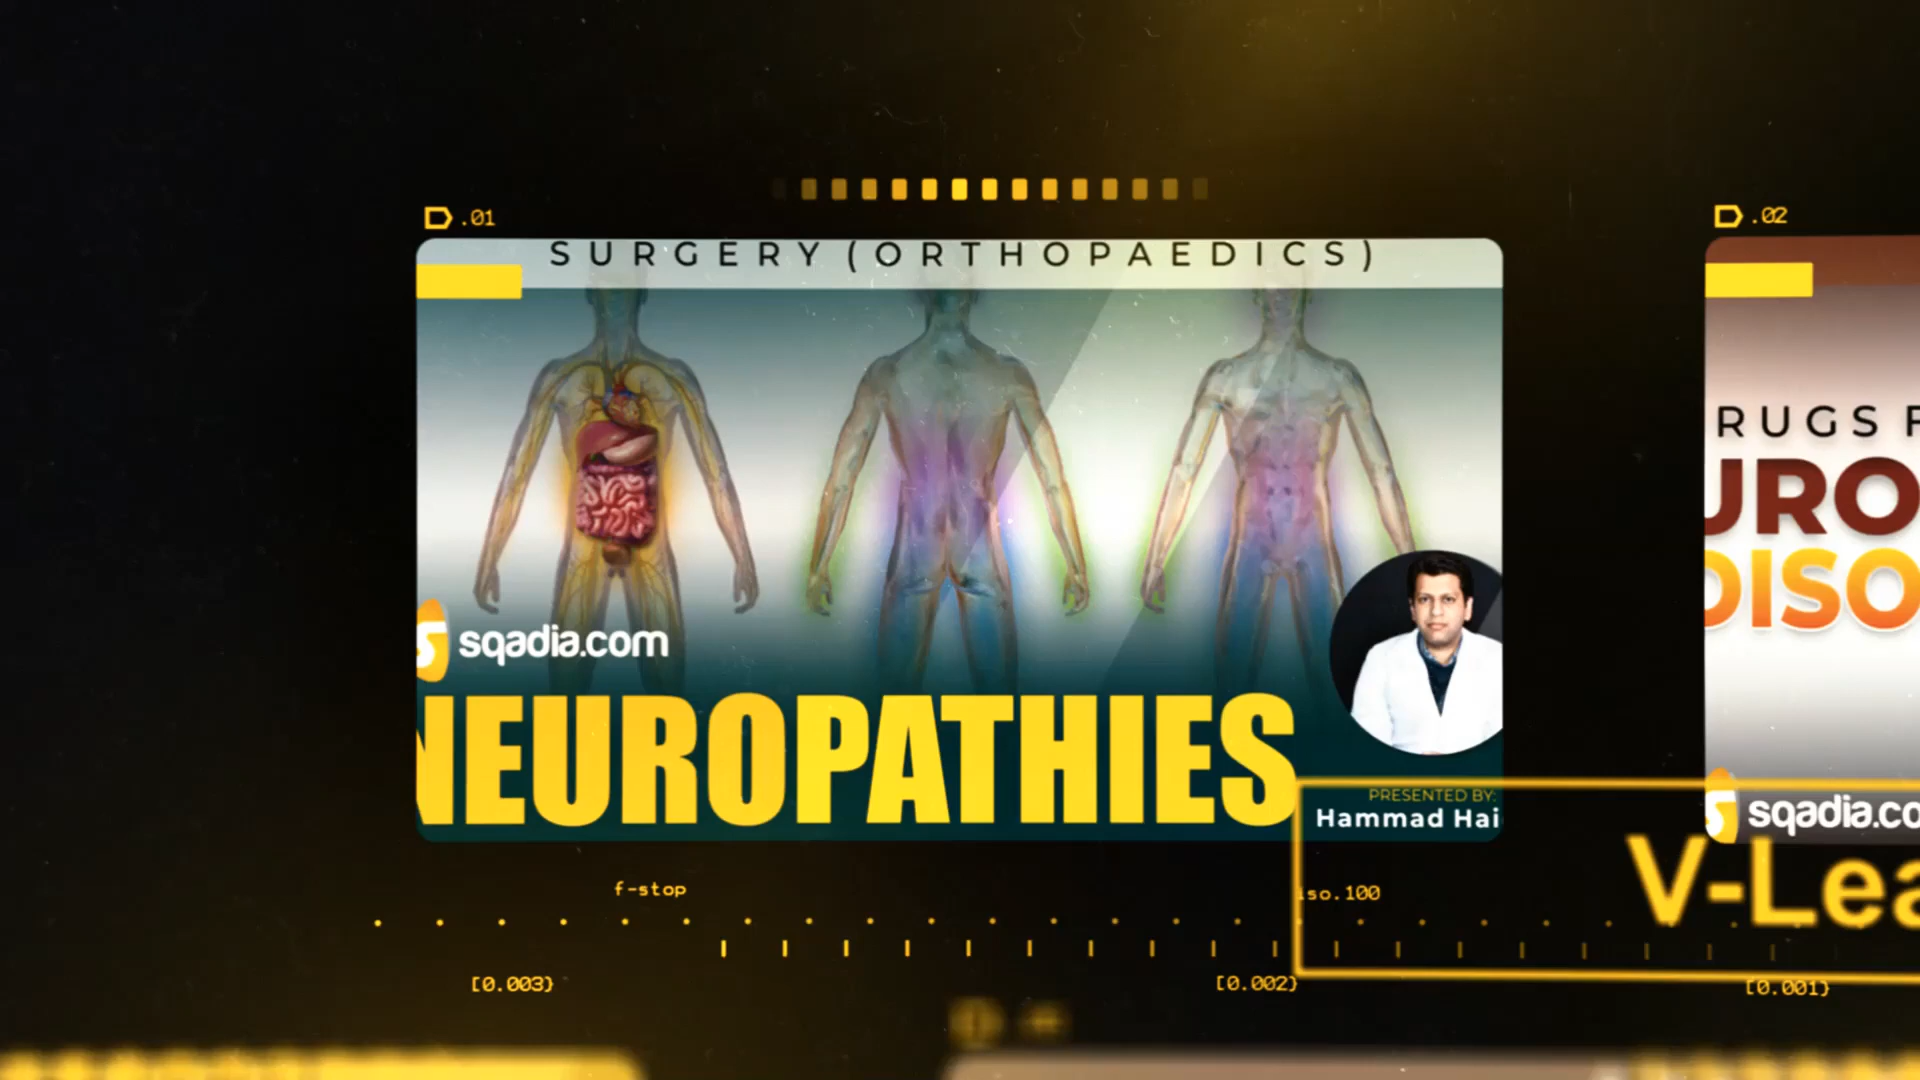 .01
.02
SURGERY (ORTHOPAEDICS)
sqadia.com
NEUROPATHIES
PRESENTED BY:
Hammad Hai
RUGS F
URO
DISO
sqadia.co
V-Lea
f-stop
iso.100
[0.003}
[0.002}
[0.001}